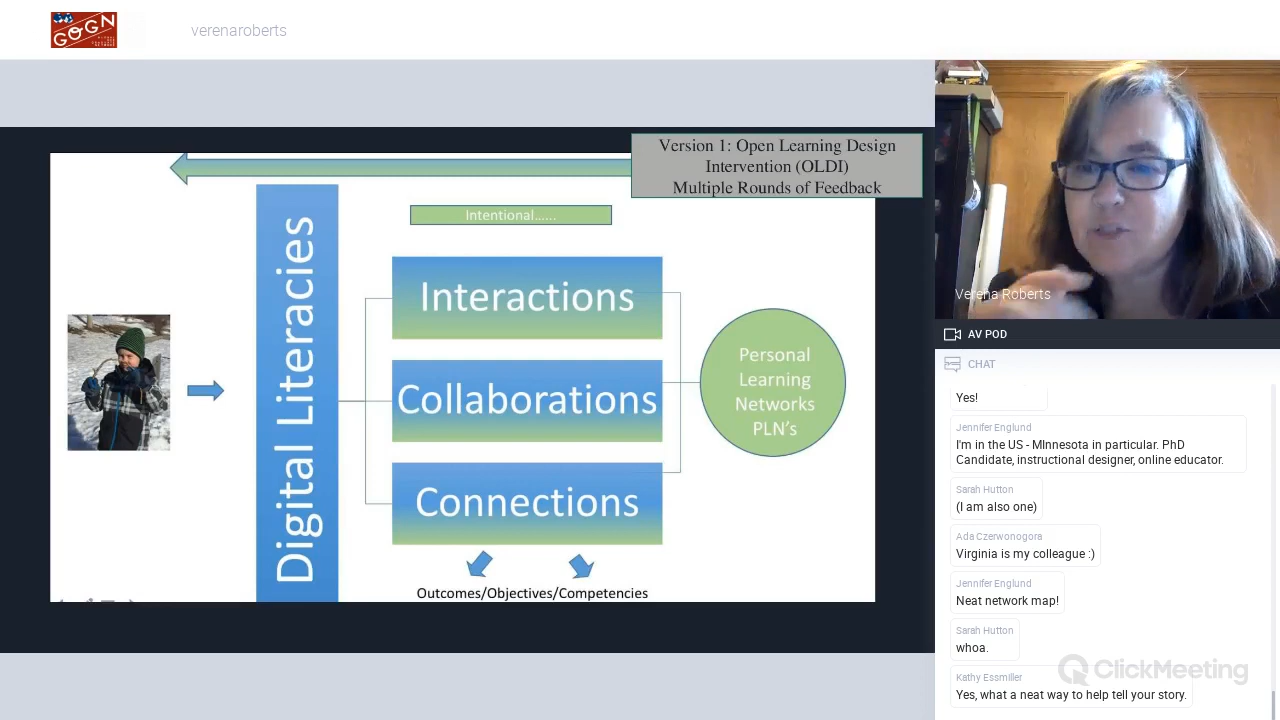 GOGN
verenaroberts
Version 1: Open Learning Design
Intervention (OLDI)
Multiple Rounds of Feedback
Intentional......
Digital Literacies
Interactions
Collaborations
Connections
Personal
Learning
Networks
PLN's
Outcomes/Objectives/Competencies
Verena Roberts
AV POD
CHAT
Yes!
Jennifer Englund
I'm in the US - MInnesota in particular. PhD
Candidate, instructional designer, online educator.
Sarah Hutton
(I am also one)
Ada Czerwonogora
Virginia is my colleague :)
Jennifer Englund
Neat network map!
Sarah Hutton
whoa.
Kathy Essmiller
Yes, what a neat way to help tell your story.
ClickMeeting